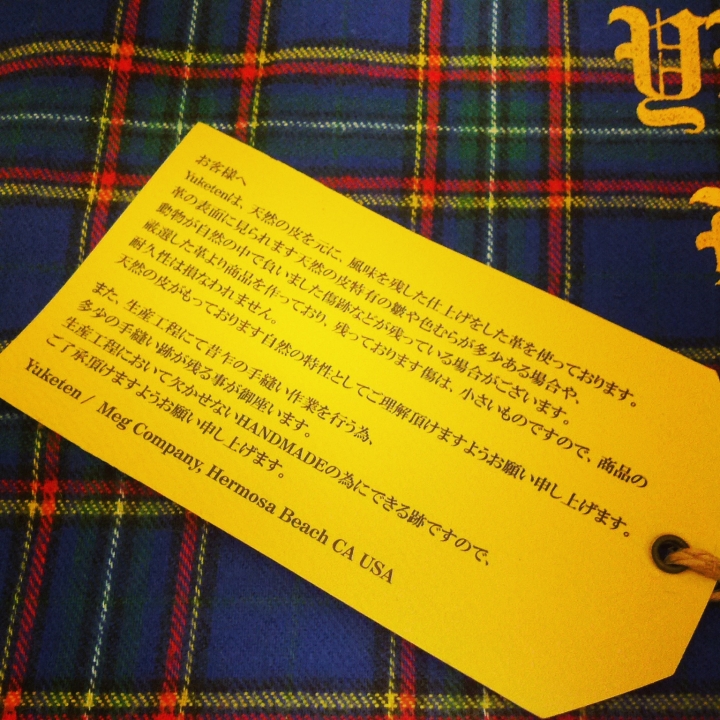 お客様へ
Yuketenは、天然の皮を元に、風味を残した仕上げをした革を使っております。
革の表面に見られます天然の皮特有の皺や色むらが多少ある場合や、
動物が自然の中で負いました傷跡などが残っている場合がございます。
厳選した革より商品を作っており、残っております傷は、小さいものですので、商品の
耐久性は損なわれません。
天然の皮がもっております自然の特性としてご理解頂けますようお願い申し上げます。
また、生産工程にて昔乍の手縫い作業を行う為、
多少の手縫い跡が残る事が御座います。
生産工程において欠かせないHANDMADEの為にできる跡ですので、
ご了承頂けますようお願い申し上げます。
Yuketen / Meg Company, Hermosa Beach CA USA